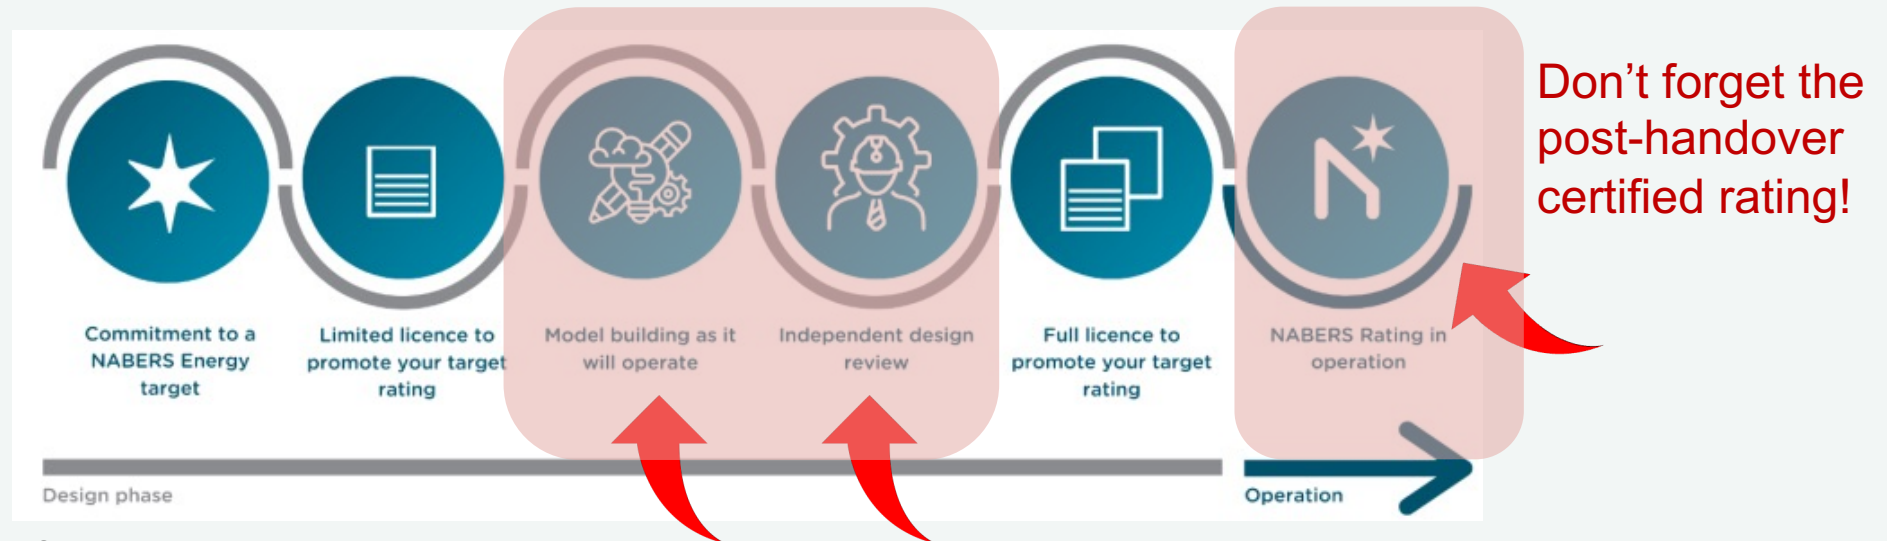 Don't forget the
post-handover
certified rating!
Commitment to a
NABERS Energy
target
Limited licence to
promote your target
rating
Model building as it
will operate
Independent design
review
Full licence to
promote your target
rating
NABERS Rating in
operation
Design phase
Operation